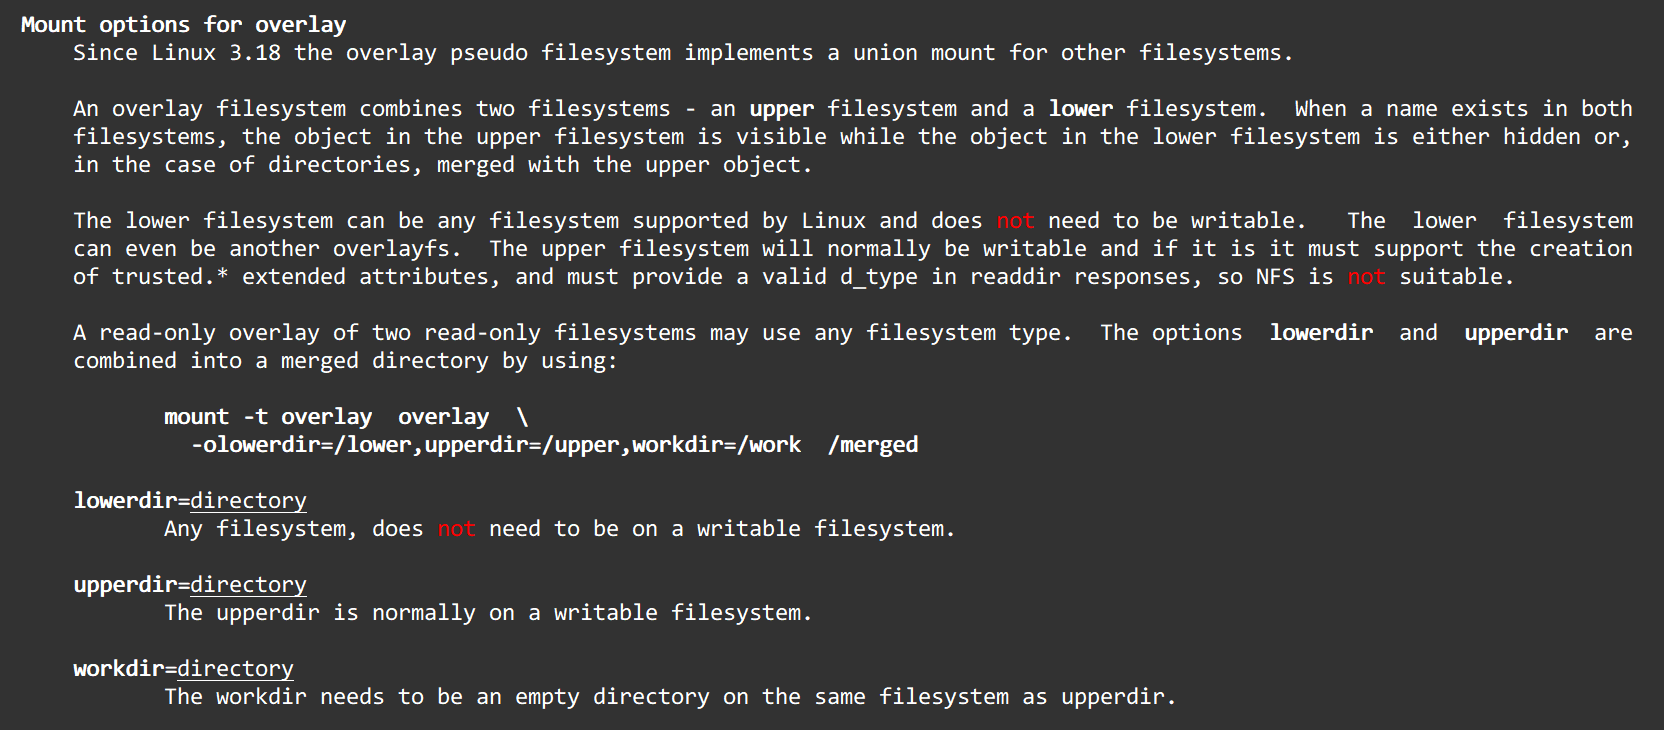 Mount options for overlay
Since Linux 3.18 the overlay pseudo filesystem implements a union mount for other filesystems.
An overlay filesystem combines two filesystems - an upper filesystem and a lower filesystem.  When a name exists in both
filesystems, the object in the upper filesystem is visible while the object in the lower filesystem is either hidden or,
in the case of directories, merged with the upper object.
The lower filesystem can be any filesystem supported by Linux and does not need to be writable.   The  lower  filesystem
can even be another overlayfs.  The upper filesystem will normally be writable and if it is it must support the creation
of trusted.* extended attributes, and must provide a valid d_type in readdir responses, so NFS is not suitable.
A read-only overlay of two read-only filesystems may use any filesystem type.  The options  lowerdir  and  upperdir  are
combined into a merged directory by using:
mount -t overlay  overlay  \
-olowerdir=/lower,upperdir=/upper,workdir=/work  /merged
lowerdir=directory
Any filesystem, does not need to be on a writable filesystem.
upperdir=directory
The upperdir is normally on a writable filesystem.
workdir=directory
The workdir needs to be an empty directory on the same filesystem as upperdir.